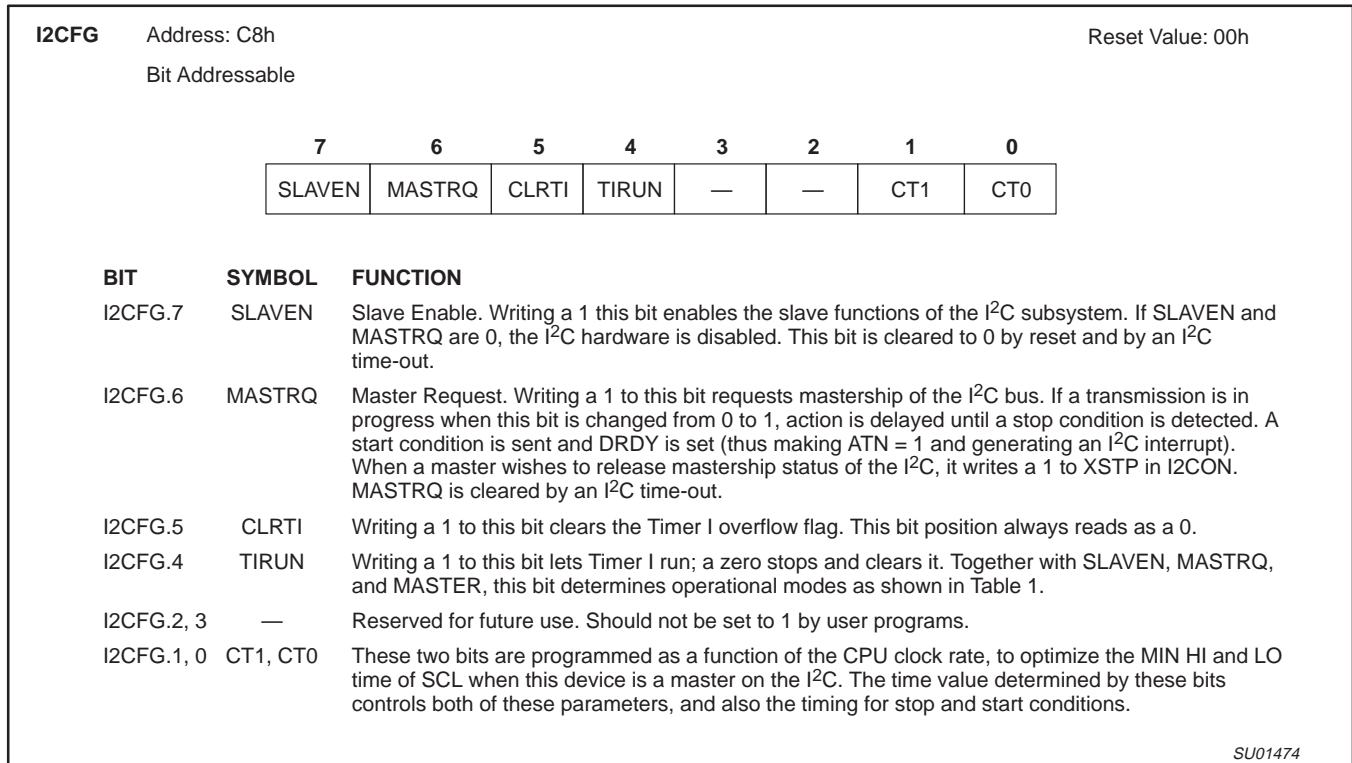 I2CFG Address: C8h Reset Value: 00h
Bit Addressable
7 6 5 4 3 2 1 0
SLAVEN MASTRQ CLRTI TIRUN — — CT1 CT0
BIT SYMBOL FUNCTION
I2CFG.7 SLAVEN Slave Enable. Writing a 1 this bit enables the slave functions of the I2C subsystem. If SLAVEN and
MASTRQ are 0, the I2C hardware is disabled. This bit is cleared to 0 by reset and by an I2C
time-out.
I2CFG.6 MASTRQ Master Request. Writing a 1 to this bit requests mastership of the I2C bus. If a transmission is in
progress when this bit is changed from 0 to 1, action is delayed until a stop condition is detected. A
start condition is sent and DRDY is set (thus making ATN = 1 and generating an I2C interrupt).
When a master wishes to release mastership status of the I2C, it writes a 1 to XSTP in I2CON.
MASTRQ is cleared by an I2C time-out.
I2CFG.5 CLRTI Writing a 1 to this bit clears the Timer I overflow flag. This bit position always reads as a 0.
I2CFG.4 TIRUN Writing a 1 to this bit lets Timer I run; a zero stops and clears it. Together with SLAVEN, MASTRQ,
and MASTER, this bit determines operational modes as shown in Table 1.
I2CFG.2, 3 — Reserved for future use. Should not be set to 1 by user programs.
I2CFG.1, 0 CT1, CT0 These two bits are programmed as a function of the CPU clock rate, to optimize the MIN HI and LO
time of SCL when this device is a master on the I2C. The time value determined by these bits
controls both of these parameters, and also the timing for stop and start conditions.
SU01474